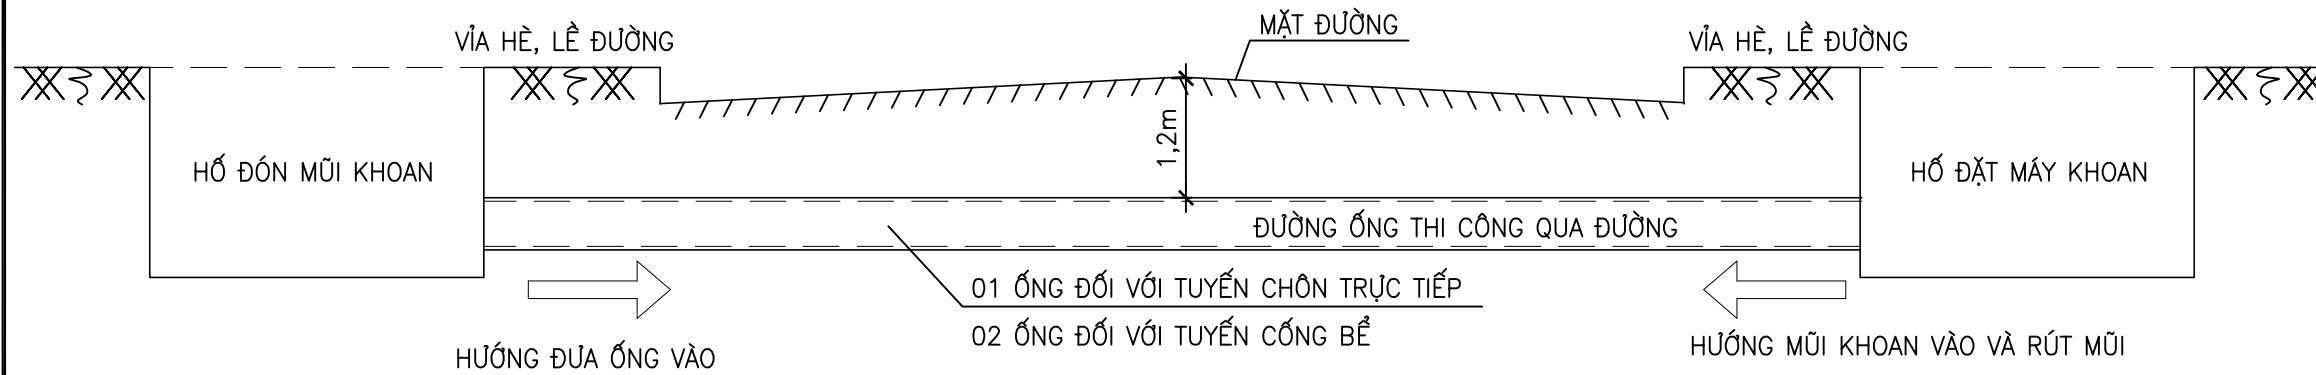 MẶT ĐƯỜNG
VỈA HÈ, LỀ ĐƯỜNG
VỈA HÈ, LỀ ĐƯỜNG
1,2m
HỐ ĐÓN MŨI KHOAN
HỐ ĐẶT MÁY KHOAN
ĐƯỜNG ỐNG THI CÔNG QUA ĐƯỜNG
01 ỐNG ĐỐI VỚI TUYẾN CHÔN TRỰC TIẾP
02 ỐNG ĐỐI VỚI TUYẾN CỐNG BỂ
HƯỚNG ĐƯA ỐNG VÀO
HƯỚNG MŨI KHOAN VÀO VÀ RÚT MŨI